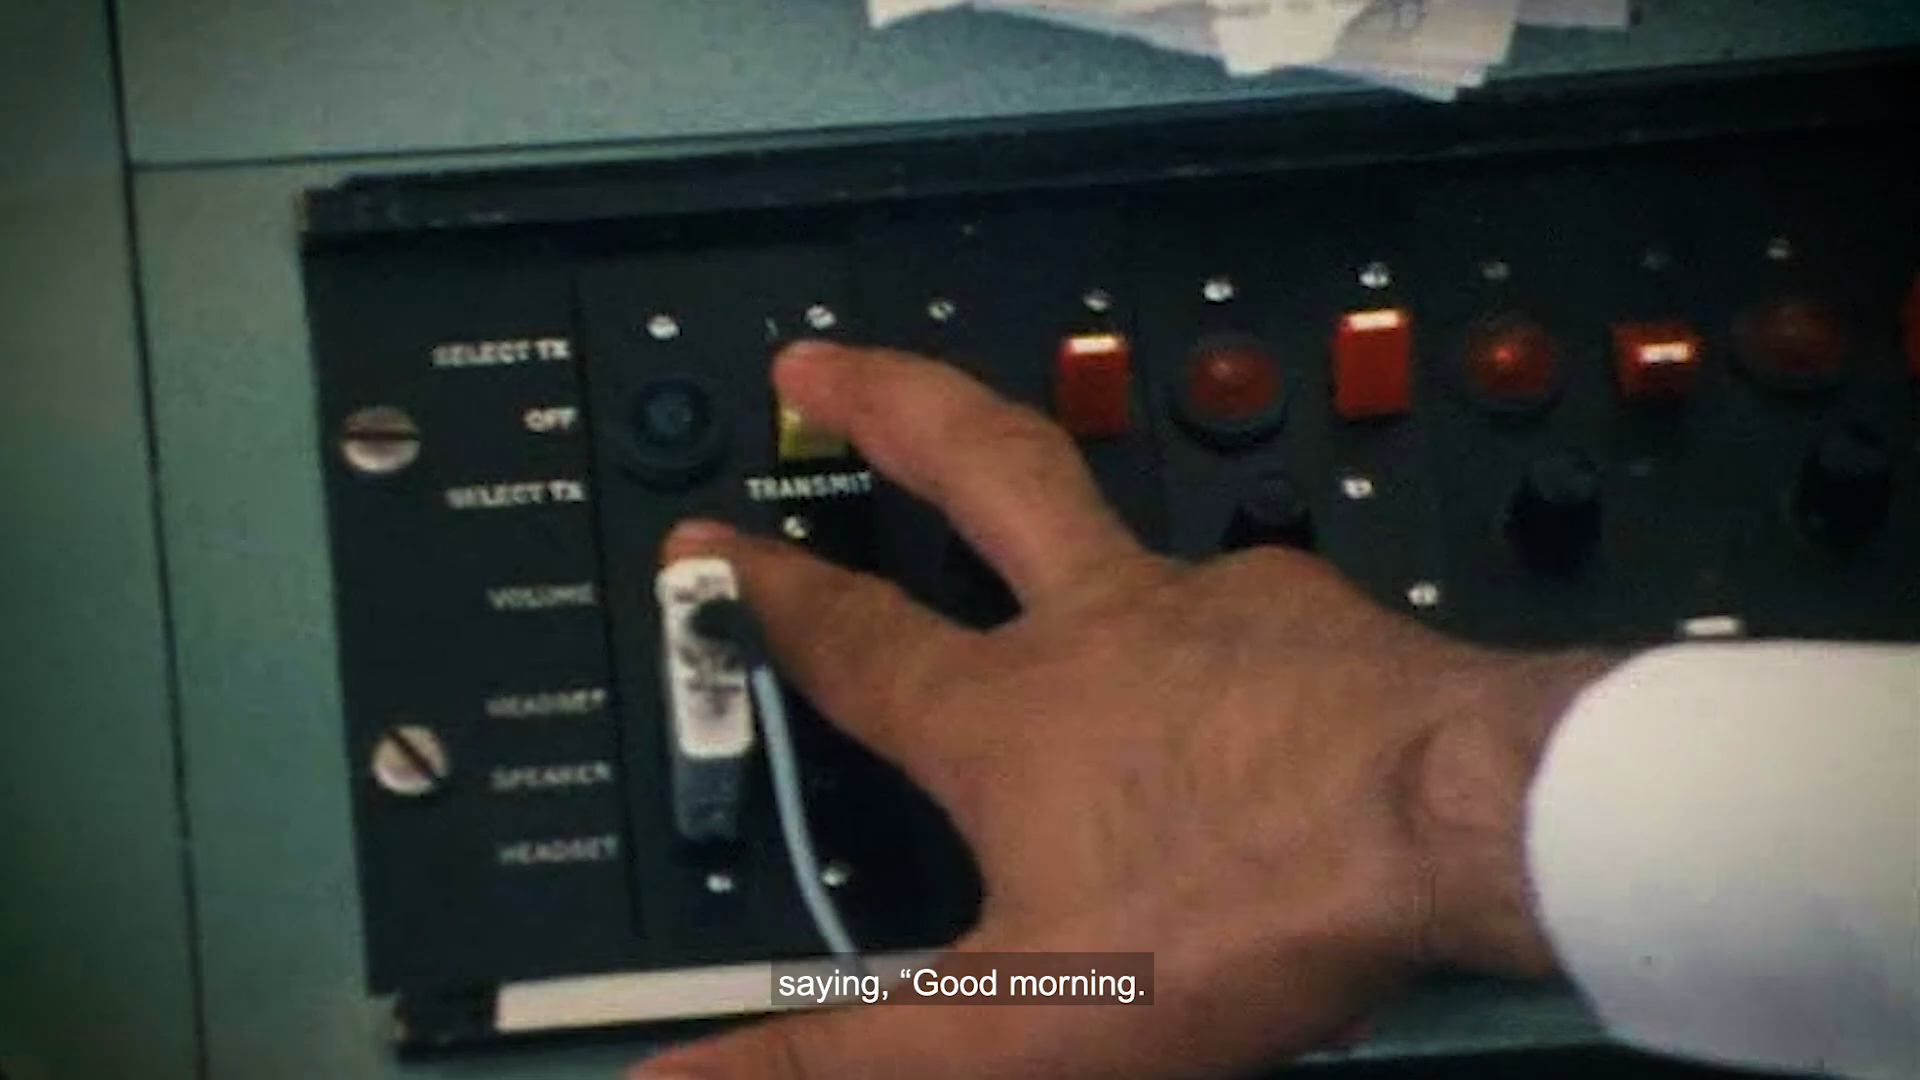 SELECT TX
OFF
SELECT TX
TRANSMIT
VOLUME
HEADSET
SPEAKER
HEADSET
saying, “Good morning.